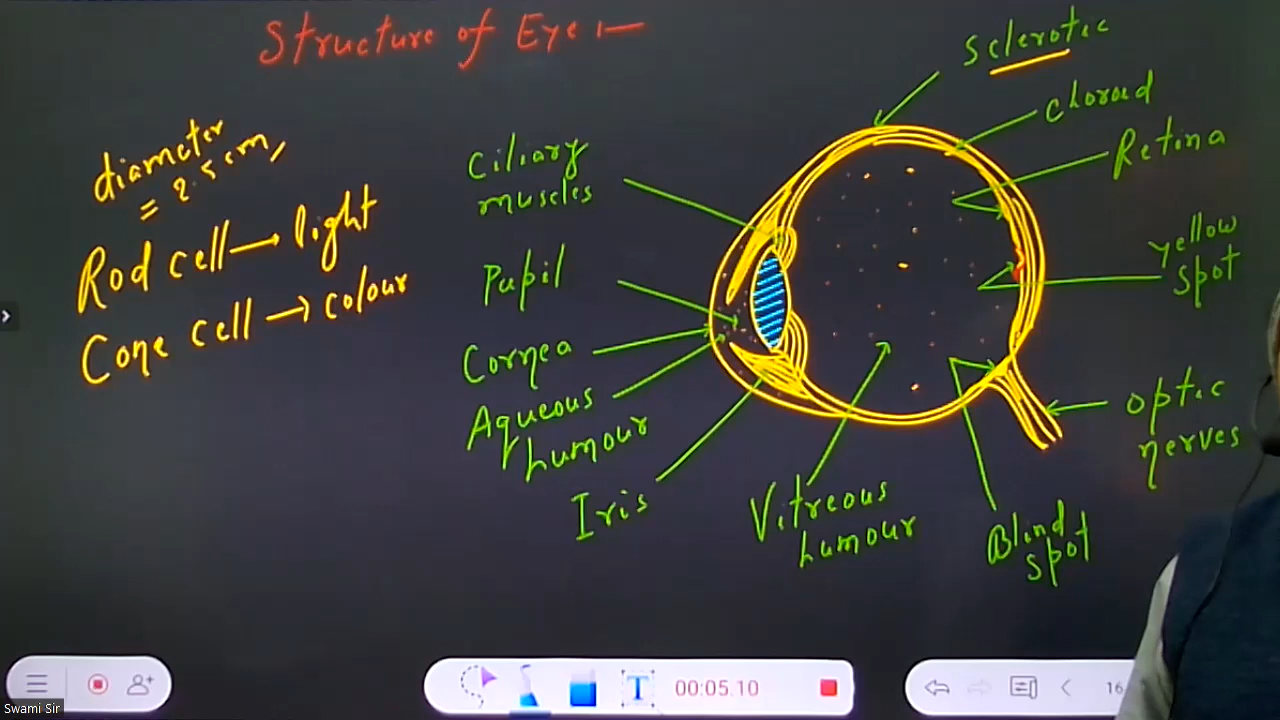 Structure of Eye :—
diameter
= 2.5 cm,
Rod cell → light
Cone cell → colour
Sclerotic
Choroid
Retina
yellow
spot
optic
nerves
Blind
spot
Vitreous
humour
Iris
Aqueous
humour
Cornea
Pupil
Ciliary
muscles
00:05.10
T
16
Swami Sir